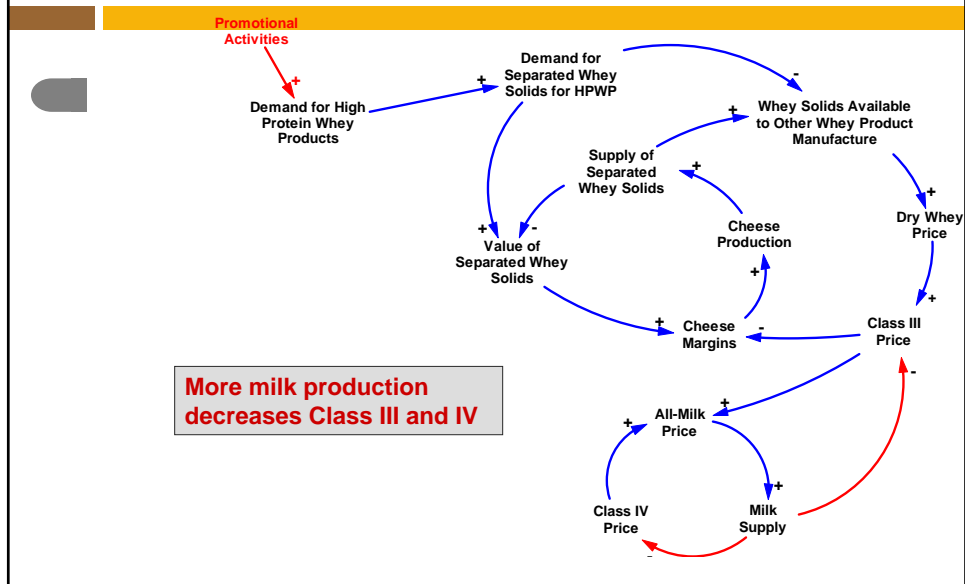 Promotional
Activities
+
Demand for High
Protein Whey
Products
+
Demand for
Separated Whey
Solids for HPWP
-
+
Whey Solids Available
to Other Whey Product
Manufacture
Supply of
Separated
Whey Solids
+
+
Dry Whey
Price
Cheese
Production
+
-
Value of
Separated Whey
Solids
+
+
+
Cheese
Margins
-
Class III
Price
-
More milk production
decreases Class III and IV
+
All-Milk
Price
+
+
Class IV
Price
Milk
Supply
-